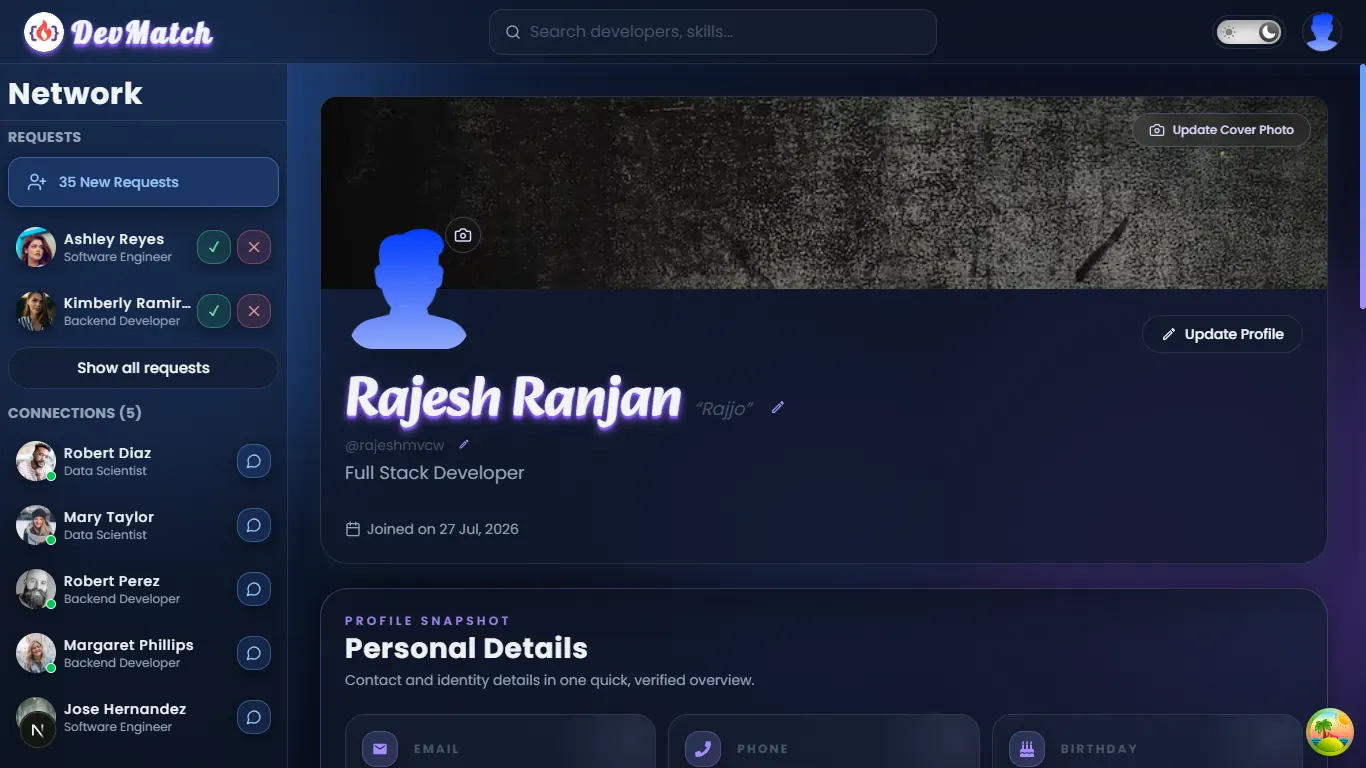 DevMatch
Search developers, skills...
Network
REQUESTS
35 New Requests
Ashley Reyes
Software Engineer
Kimberly Ramir...
Backend Developer
Show all requests
CONNECTIONS (5)
Robert Diaz
Data Scientist
Mary Taylor
Data Scientist
Robert Perez
Backend Developer
Margaret Phillips
Backend Developer
Jose Hernandez
Software Engineer
N
Update Cover Photo
Update Profile
Rajesh Ranjan “Rajjo”
@rajeshmvcw
Full Stack Developer
Joined on 27 Jul, 2026
PROFILE SNAPSHOT
Personal Details
Contact and identity details in one quick, verified overview.
EMAIL
PHONE
BIRTHDAY